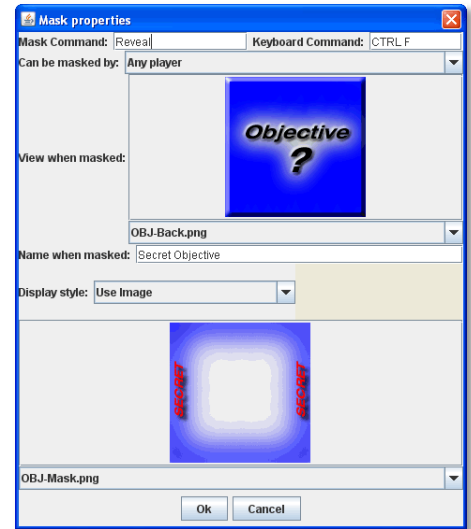 Mask properties
Mask Command: Reveal Keyboard Command: CTRL F
Can be masked by: Any player
Objective
?
View when masked:
OBJ-Back.png
Name when masked: Secret Objective
Display style: Use Image
SECRET SECRET
OBJ-Mask.png
Ok Cancel